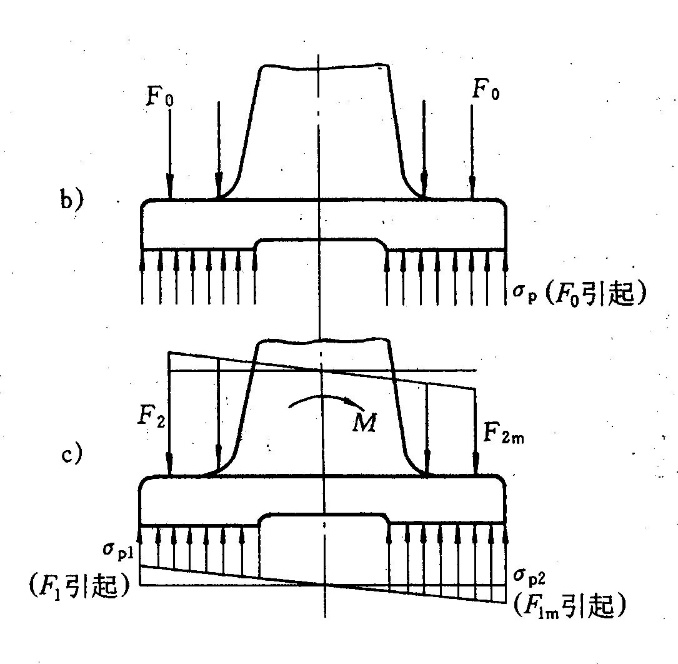 F₀ F₀
b)
σₚ (F₀引起)
F₂ M F₂ₘ
c)
σₚ₁ σₚ₂
(F₁引起) (F₁ₘ引起)